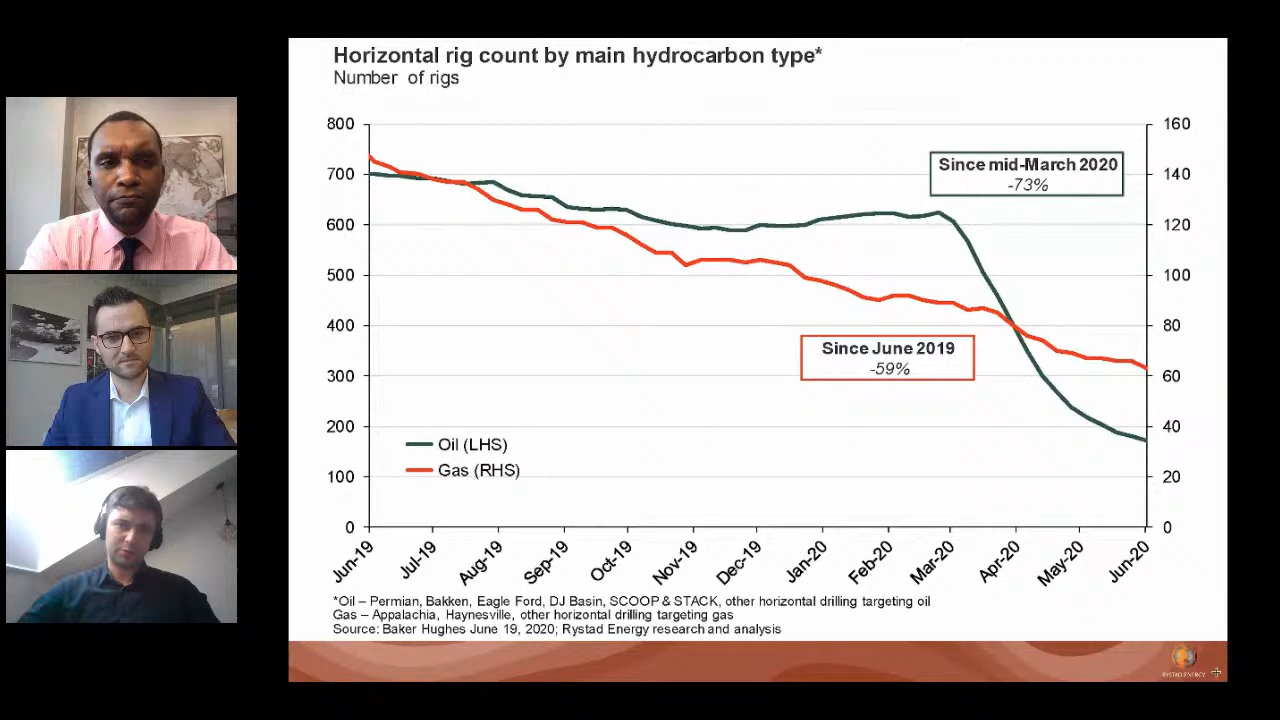 Horizontal rig count by main hydrocarbon type*
Number of rigs
800
700
600
500
400
300
200
100
0
160
140
120
100
80
60
40
20
0
Since mid-March 2020
-73%
Since June 2019
-59%
Oil (LHS)
Gas (RHS)
Jun-19
Jul-19
Aug-19
Sep-19
Oct-19
Nov-19
Dec-19
Jan-20
Feb-20
Mar-20
Apr-20
May-20
Jun-20
*Oil – Permian, Bakken, Eagle Ford, DJ Basin, SCOOP & STACK, other horizontal drilling targeting oil
Gas – Appalachia, Haynesville, other horizontal drilling targeting gas
Source: Baker Hughes June 19, 2020; Rystad Energy research and analysis
RYSTAD ENERGY